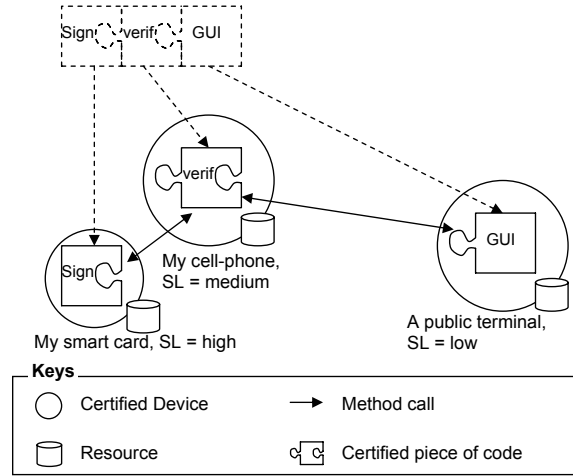 Sign verif GUI
verif
GUI
Sign
My cell-phone,
SL = medium
My smart card, SL = high
A public terminal,
SL = low
Keys
Certified Device
Method call
Resource
Certified piece of code